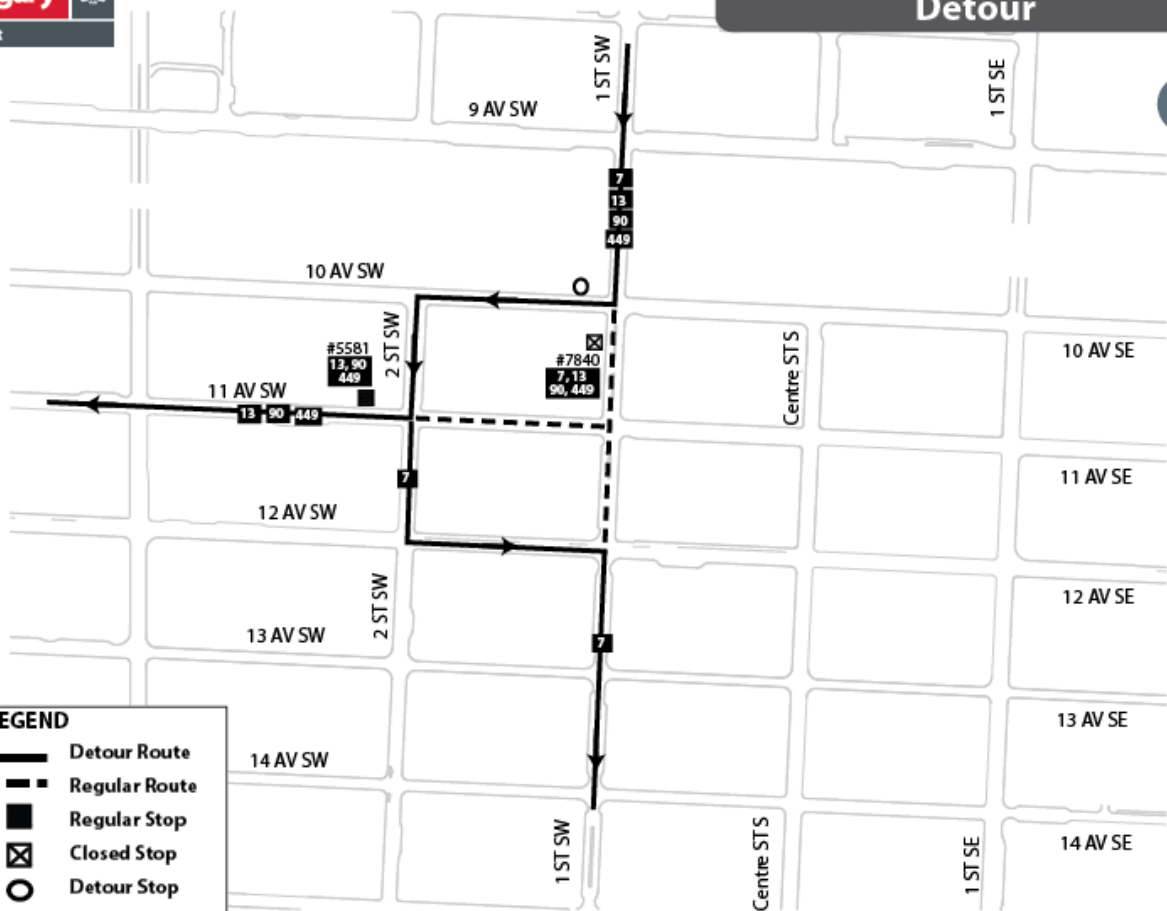 Detour
1 ST SW
1 ST SE
9 AV SW
7
13
90
449
10 AV SW
2 ST SW
#5581
13, 90
449
#7840
7, 13
90, 449
Centre ST S
10 AV SE
11 AV SW
13 90 449
7
11 AV SE
12 AV SW
2 ST SW
12 AV SE
13 AV SW
7
13 AV SE
14 AV SW
1 ST SW
Centre ST S
1 ST SE
14 AV SE
EGEND
Detour Route
Regular Route
Regular Stop
Closed Stop
Detour Stop